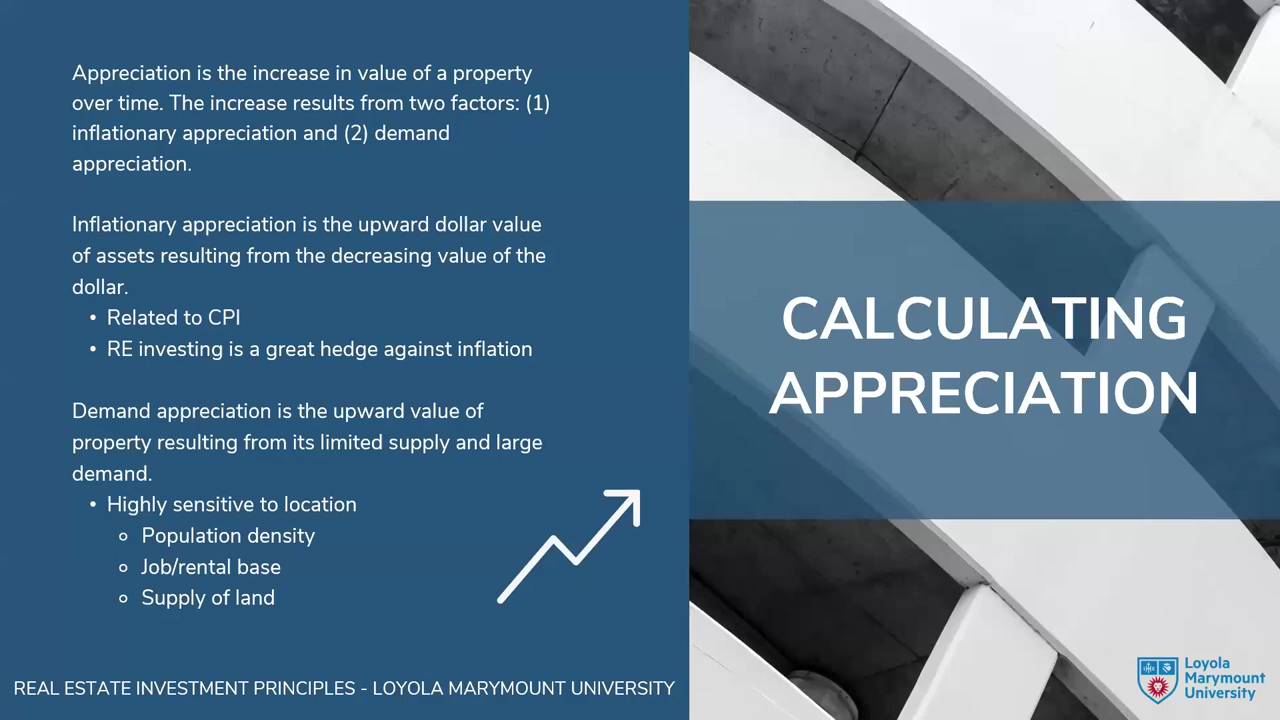 Appreciation is the increase in value of a property
over time. The increase results from two factors: (1)
inflationary appreciation and (2) demand
appreciation.
Inflationary appreciation is the upward dollar value
of assets resulting from the decreasing value of the
dollar.
• Related to CPI
• RE investing is a great hedge against inflation
Demand appreciation is the upward value of
property resulting from its limited supply and large
demand.
• Highly sensitive to location
◦ Population density
◦ Job/rental base
◦ Supply of land
REAL ESTATE INVESTMENT PRINCIPLES - LOYOLA MARYMOUNT UNIVERSITY
CALCULATING
APPRECIATION
Loyola
Marymount
University